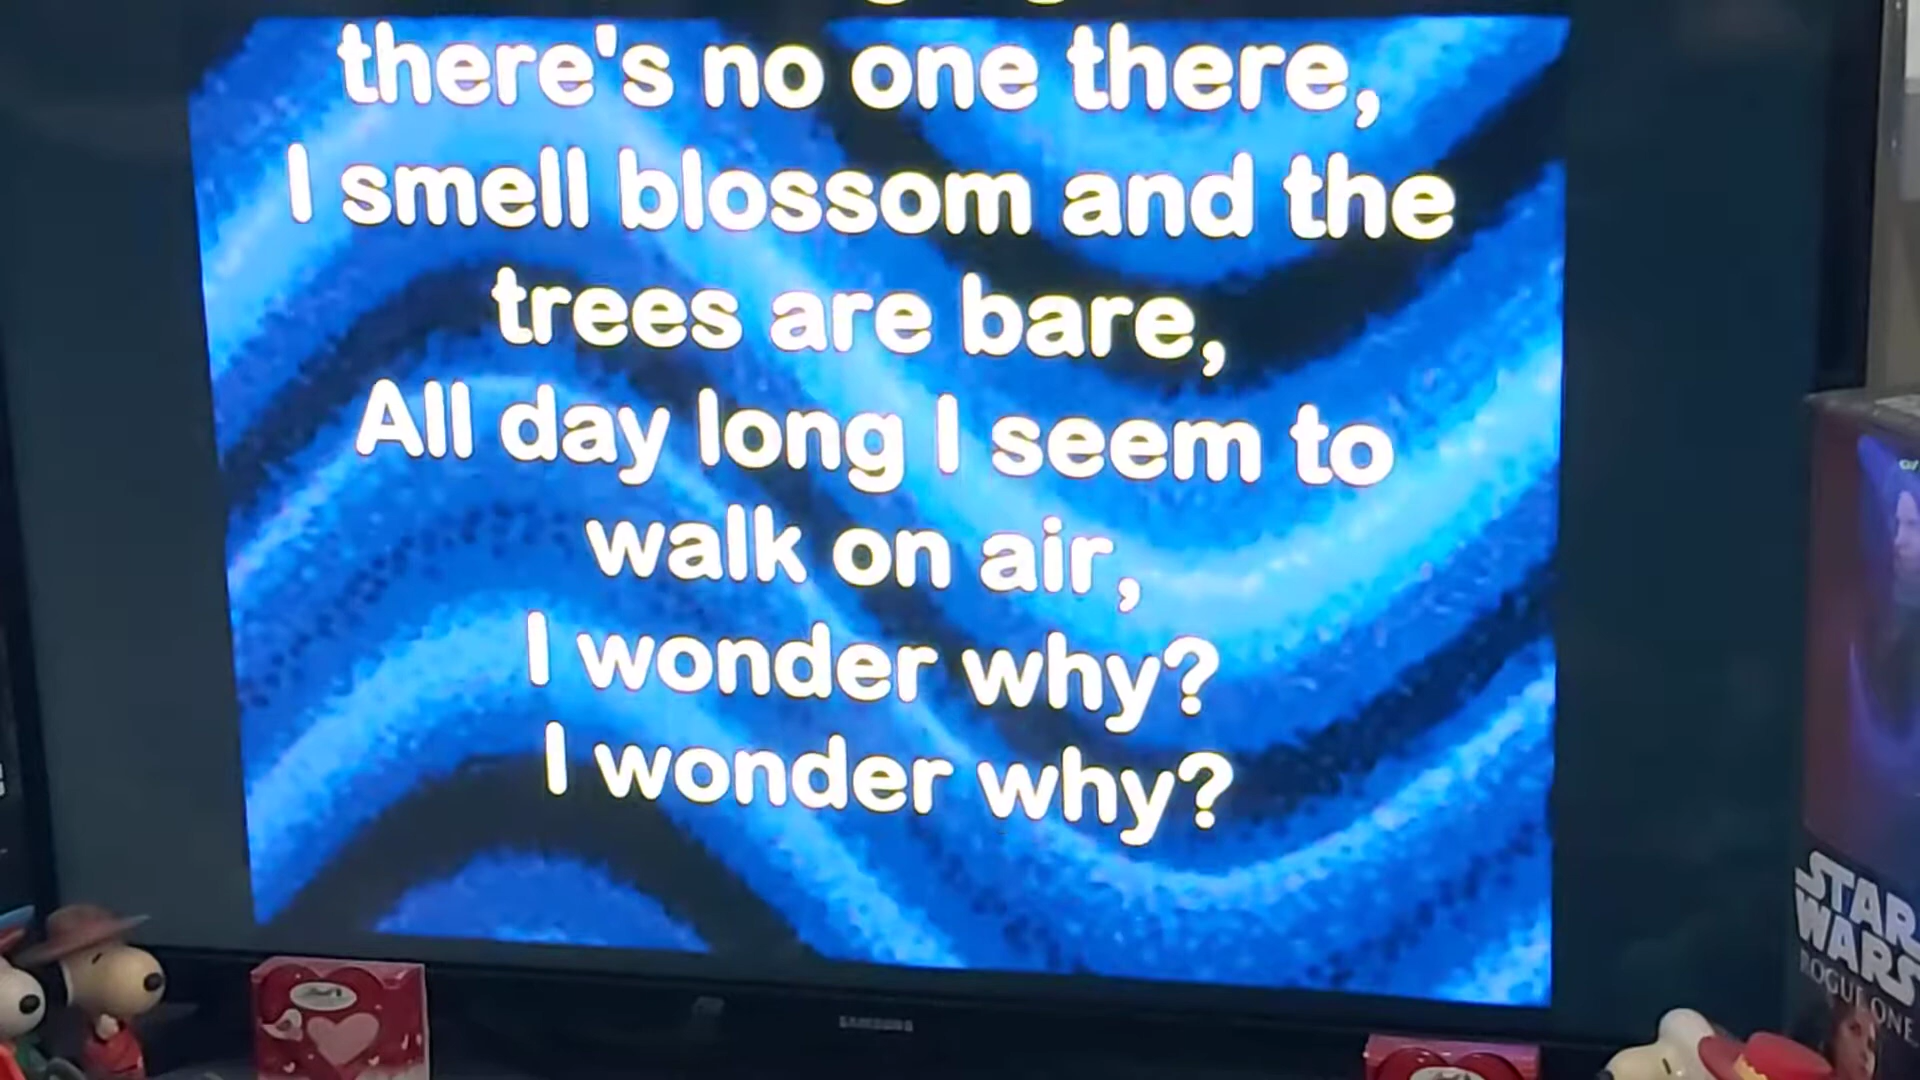 there's no one there,
I smell blossom and the
trees are bare,
All day long I seem to
walk on air,
I wonder why?
I wonder why?
SAMSUNG
Lindt
STAR
WARS
ROGUE ONE